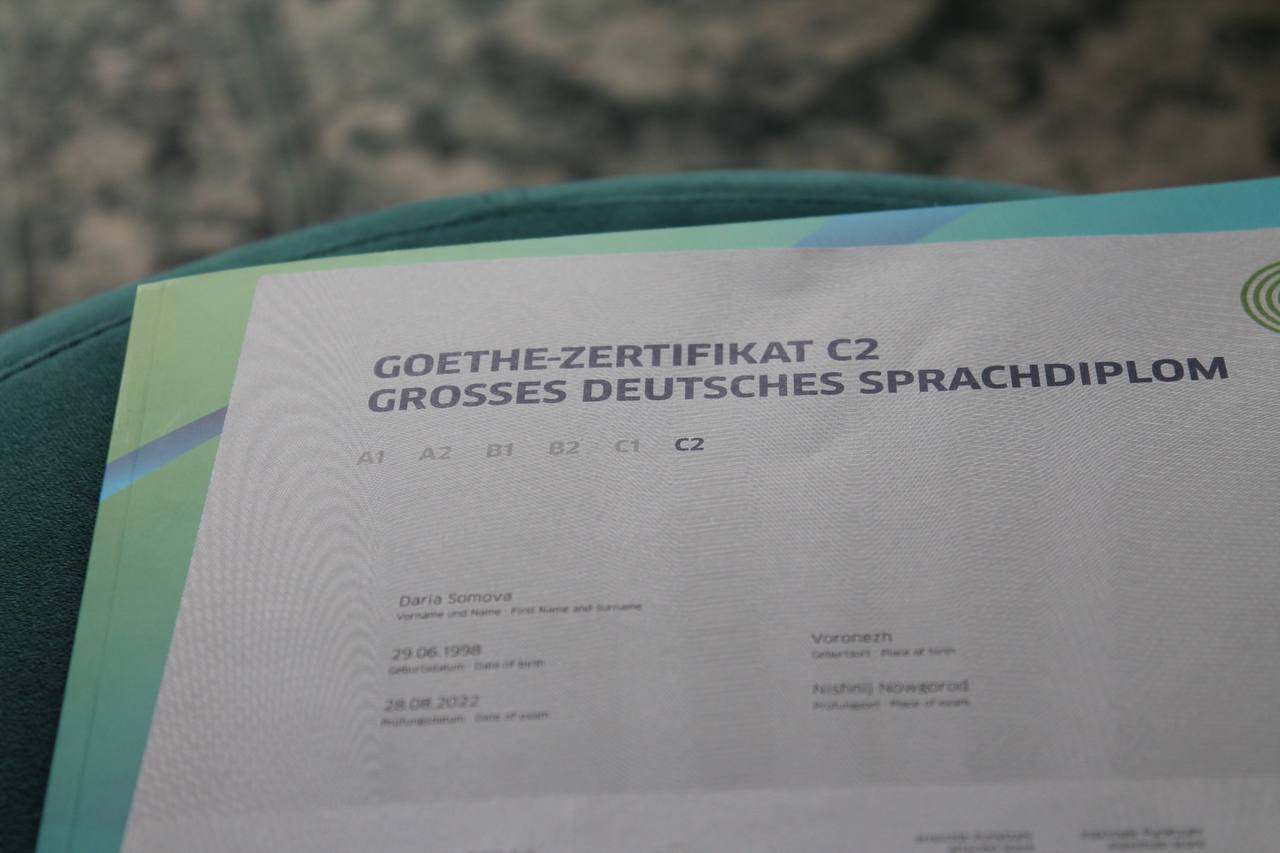 GOETHE-ZERTIFIKAT C2
GROSSES DEUTSCHES SPRACHDIPLOM
A1 A2 B1 B2 C1 C2
Daria Somova
Vorname und Name · First Name and Surname
29.06.1998
Geburtsdatum · Date of birth
Voronezh
Geburtsort · Place of birth
28.08.2022
Prüfungsdatum · Date of exam
Nishnij Nowgorod
Prüfungsort · Place of exam